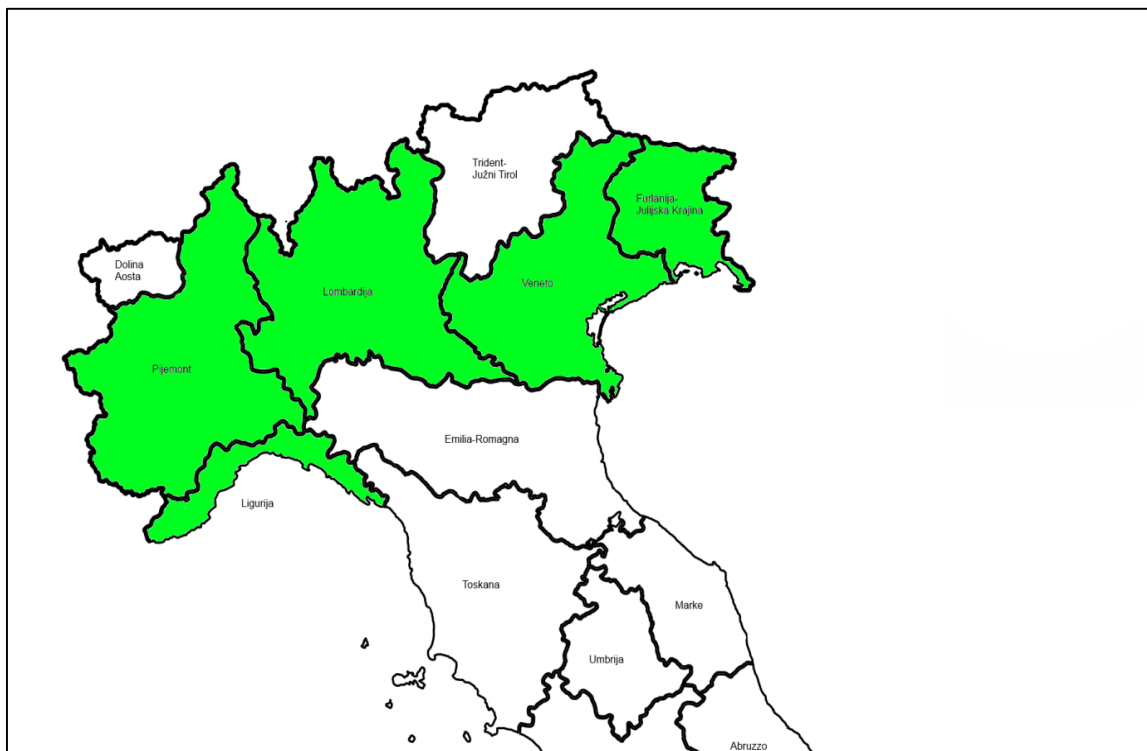 Trident-
Južni Tirol
Furlanija-
Julijska Krajina
Dolina
Aosta
Lombardija
Veneto
Pijemont
Emilia-Romagna
Ligurija
Toskana
Marke
Umbrija
Abruzzo